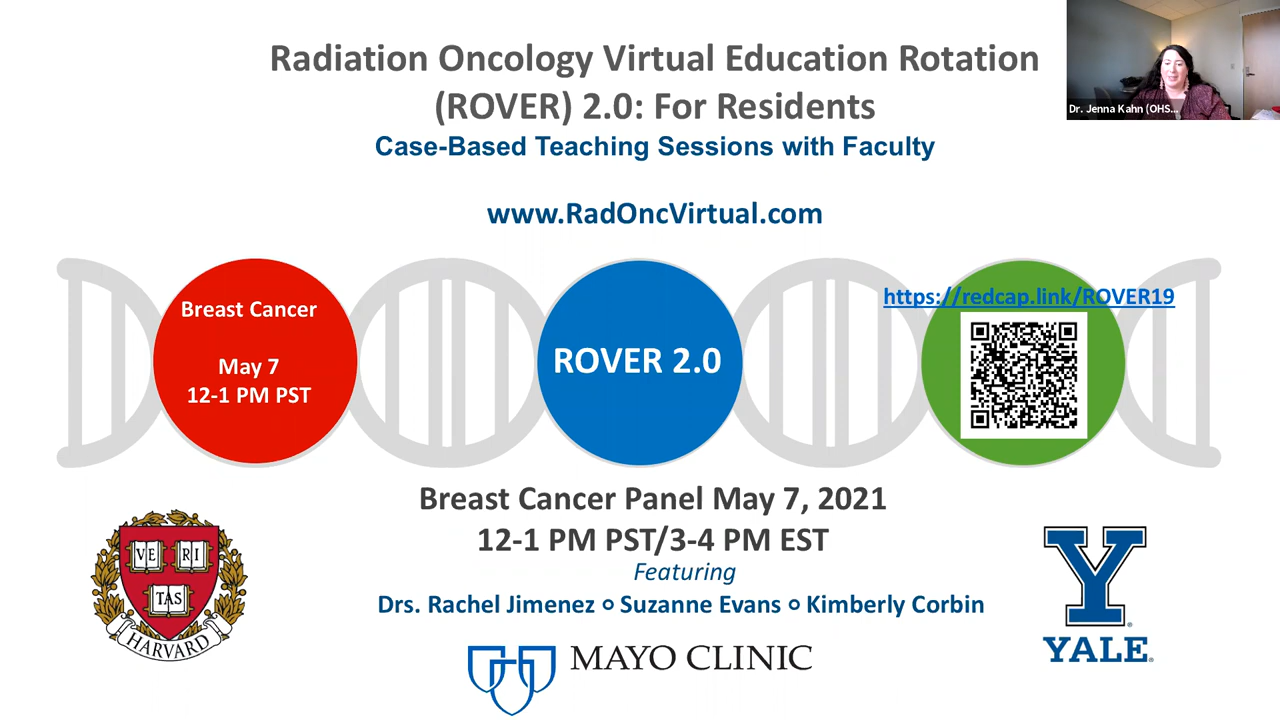 Radiation Oncology Virtual Education Rotation
(ROVER) 2.0: For Residents
Case-Based Teaching Sessions with Faculty
www.RadOncVirtual.com
Dr. Jenna Kahn (OHS...
Breast Cancer
May 7
12-1 PM PST
ROVER 2.0
https://redcap.link/ROVER19
Breast Cancer Panel May 7, 2021
12-1 PM PST/3-4 PM EST
Featuring
Drs. Rachel Jimenez ⚬ Suzanne Evans ⚬ Kimberly Corbin
VE RI
TAS
HARVARD
MAYO CLINIC
Y
YALE®